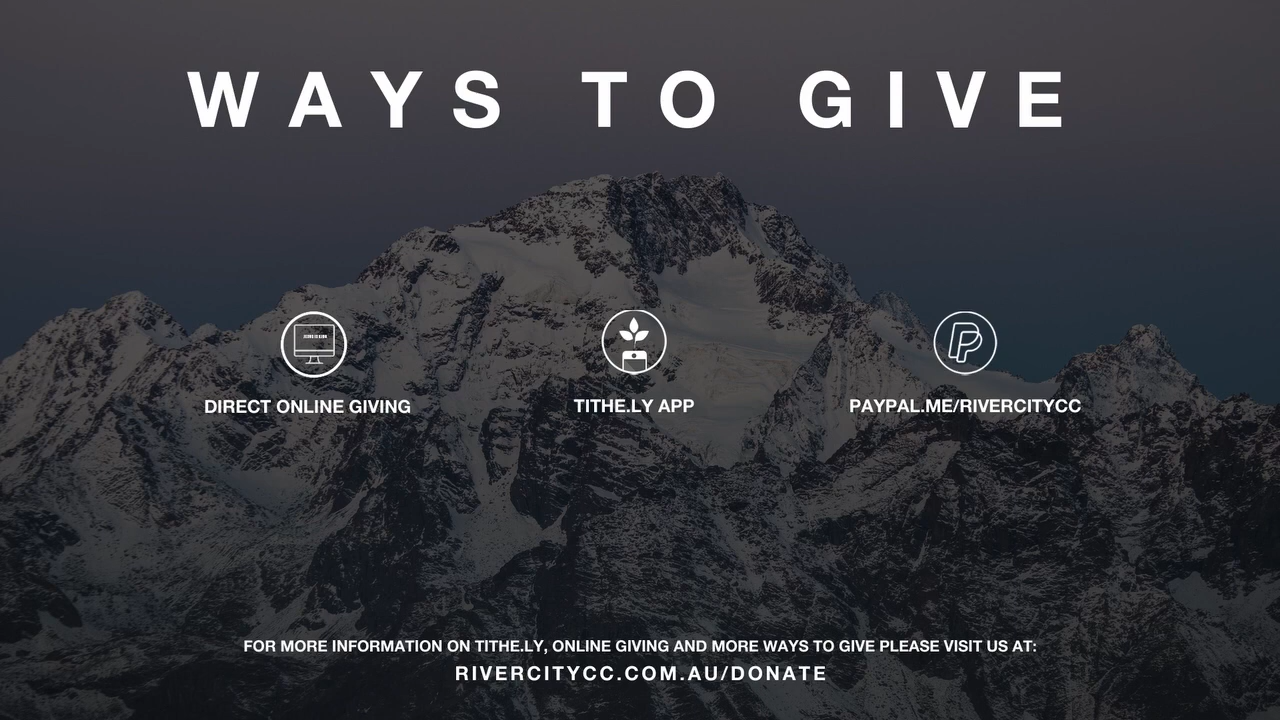 WAYS TO GIVE
DIRECT ONLINE GIVING
TITHE.LY APP
PAYPAL.ME/RIVERCITYCC
FOR MORE INFORMATION ON TITHE.LY, ONLINE GIVING AND MORE WAYS TO GIVE PLEASE VISIT US AT:
RIVERCITYCC.COM.AU/DONATE